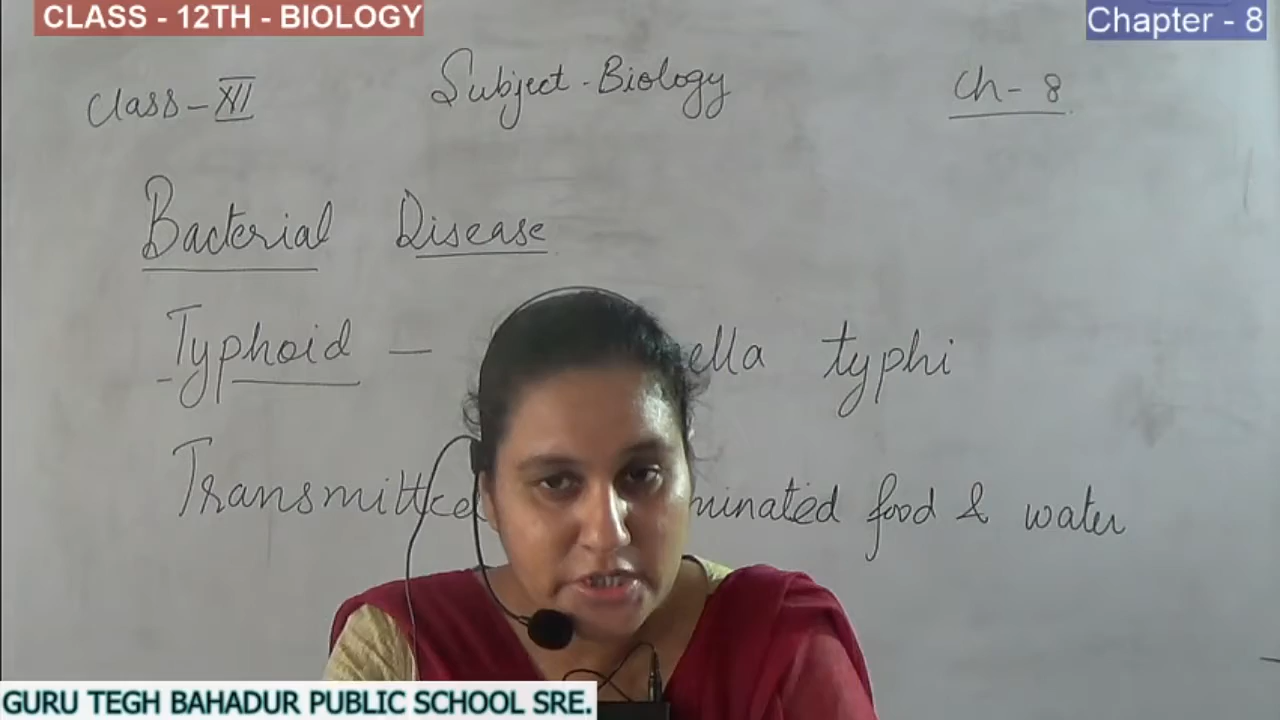 CLASS - 12TH - BIOLOGY
Chapter - 8
Class - XII Subject - Biology Ch - 8
Bacterial Disease
Typhoid — ella typhi
Transmitted minated food & water
GURU TEGH BAHADUR PUBLIC SCHOOL SRE.